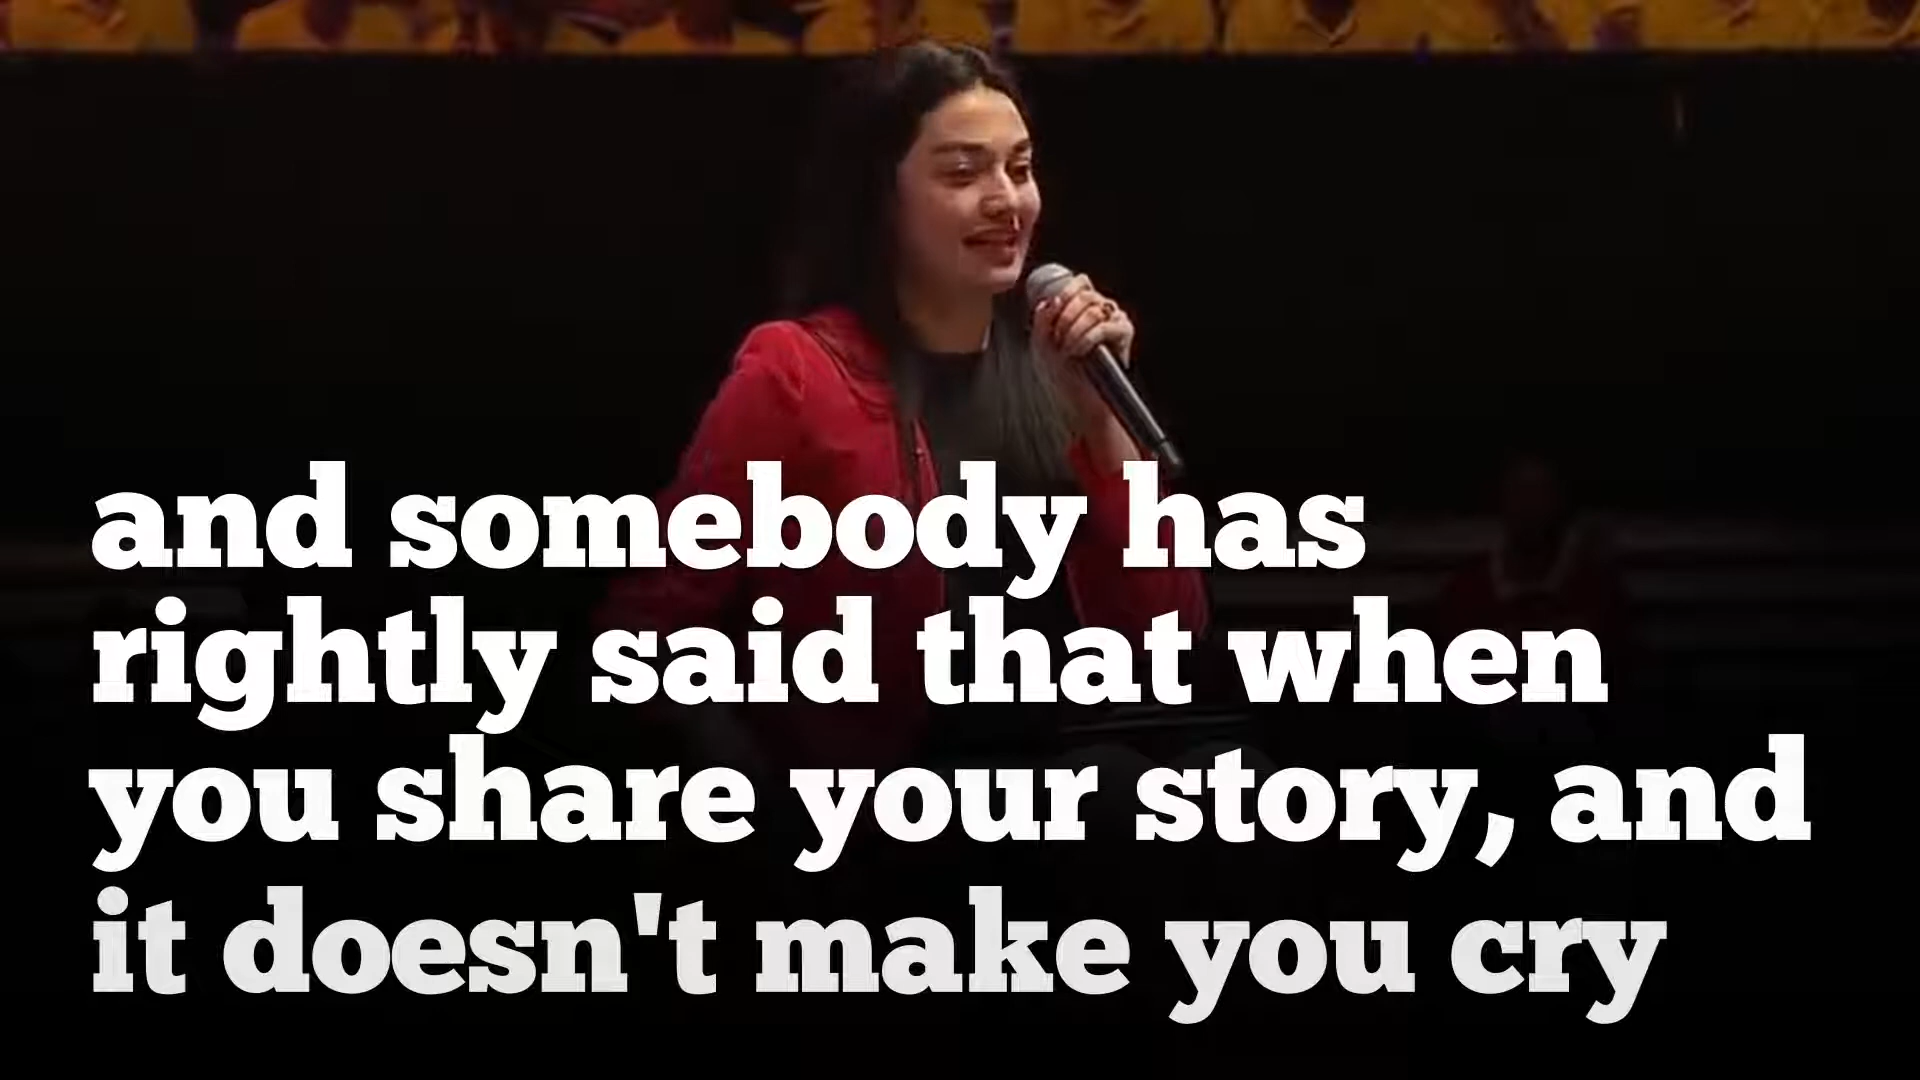 and somebody has
rightly said that when
you share your story, and
it doesn't make you cry